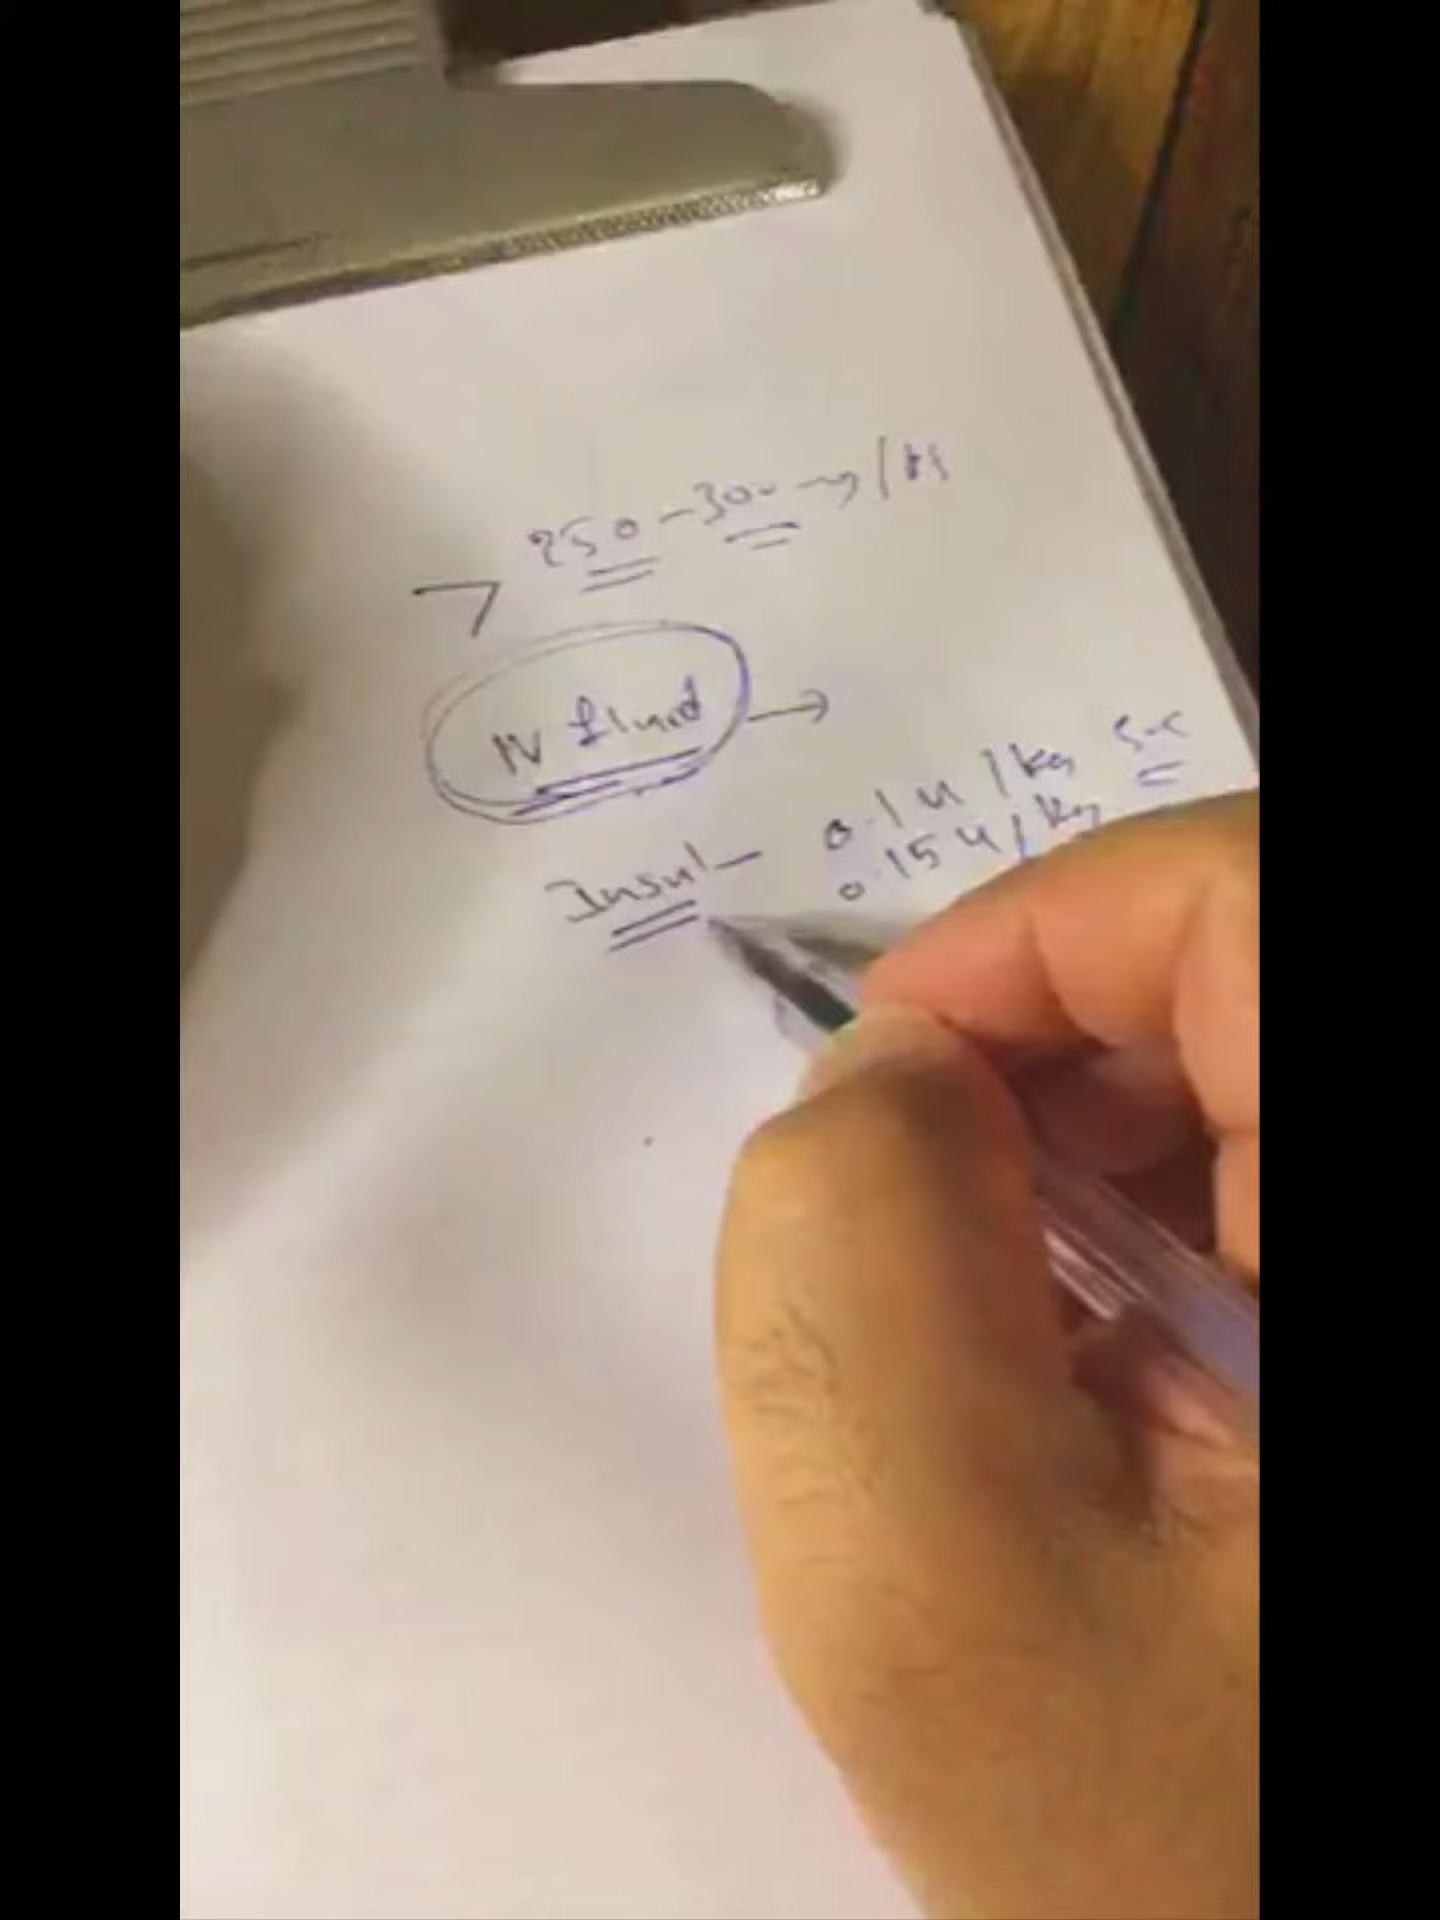 > 250-300 mg/dl
IV fluid →
Insul- 0.1 u/kg s.c
0.15 u/kg